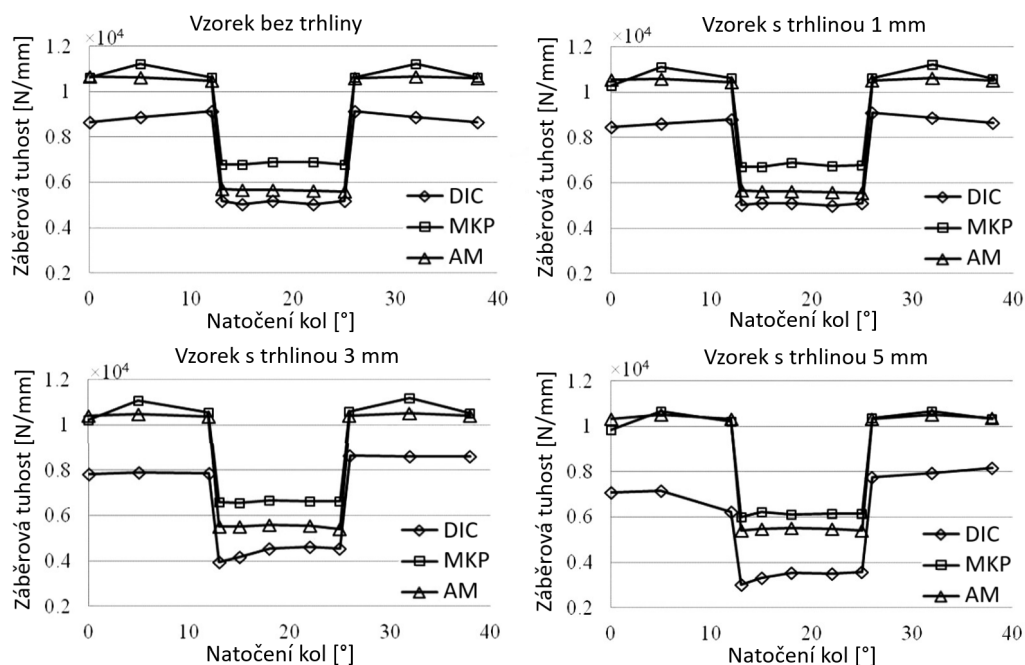 Vzorek bez trhliny
×10⁴
1.2
1
0.8
0.6
0.4
0.2
Záběrová tuhost [N/mm]
DIC
MKP
AM
0 10 20 30 40
Natočení kol [°]
Vzorek s trhlinou 1 mm
×10⁴
1.2
1
0.8
0.6
0.4
0.2
Záběrová tuhost [N/mm]
DIC
MKP
AM
0 10 20 30 40
Natočení kol [°]
Vzorek s trhlinou 3 mm
×10⁴
1.2
1
0.8
0.6
0.4
0.2
Záběrová tuhost [N/mm]
DIC
MKP
AM
0 10 20 30 40
Natočení kol [°]
Vzorek s trhlinou 5 mm
×10⁴
1.2
1
0.8
0.6
0.4
0.2
Záběrová tuhost [N/mm]
DIC
MKP
AM
0 10 20 30 40
Natočení kol [°]